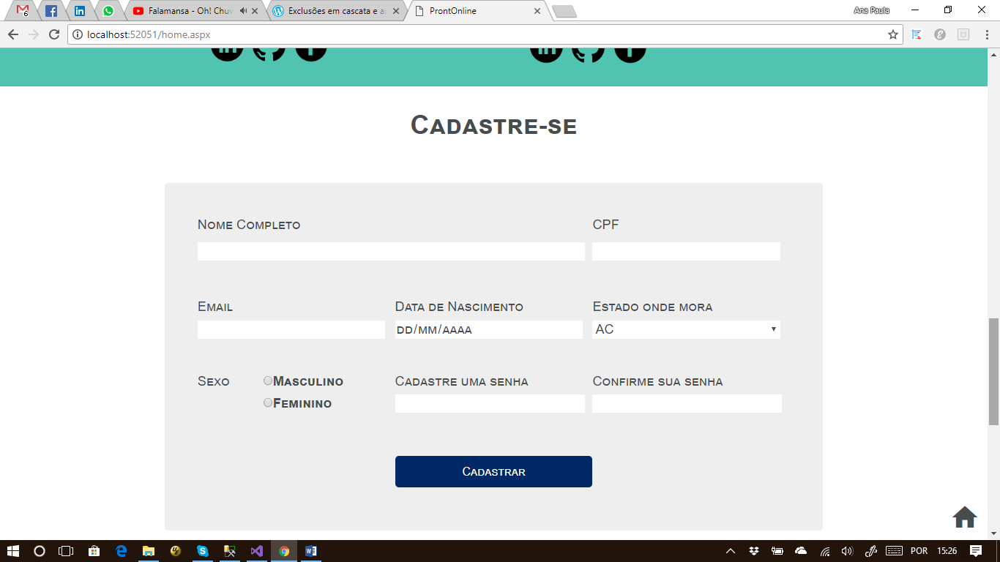 6 Falamansa - Oh! Chuv Exclusões em cascata e a ProntOnline Ana Paula
localhost:52051/home.aspx
Cadastre-se
Nome Completo CPF
Email Data de Nascimento Estado onde mora
dd/mm/aaaa AC
Sexo Masculino Cadastre uma senha Confirme sua senha
Feminino
Cadastrar
POR 15:26